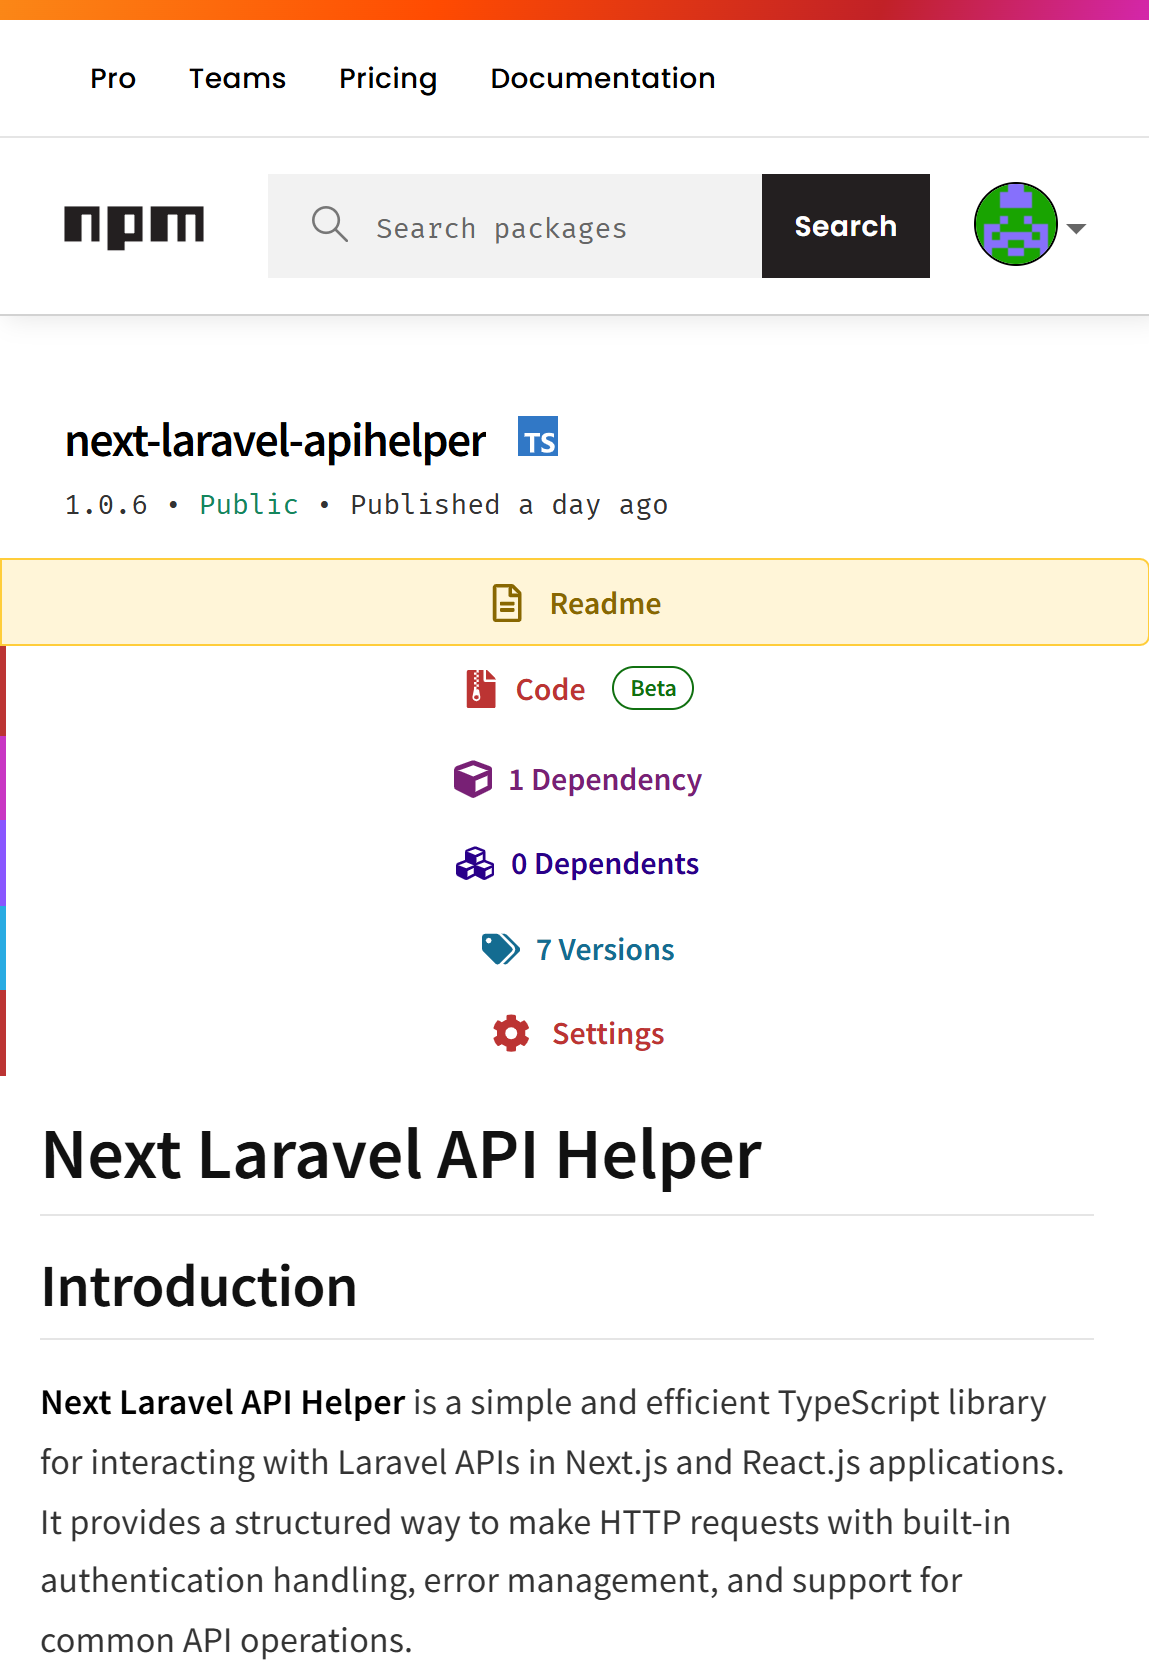 Pro Teams Pricing Documentation
npm Search packages Search
next-laravel-apihelper TS
1.0.6 • Public • Published a day ago
Readme
Code Beta
1 Dependency
0 Dependents
7 Versions
Settings
Next Laravel API Helper
Introduction
Next Laravel API Helper is a simple and efficient TypeScript library
for interacting with Laravel APIs in Next.js and React.js applications.
It provides a structured way to make HTTP requests with built-in
authentication handling, error management, and support for
common API operations.